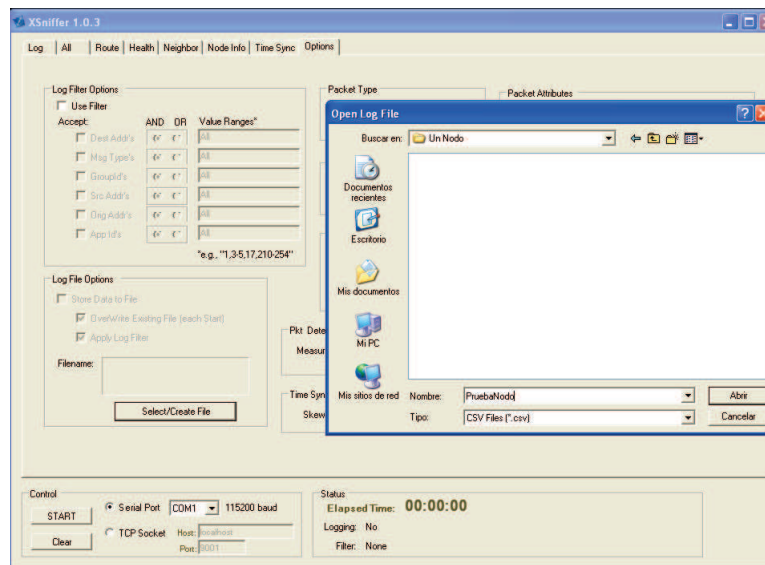 XSniffer 1.0.3
Log All Route Health Neighbor Node Info Time Sync Options
Log Filter Options
Use Filter
Accept: AND OR Value Ranges"
Dest Addr's All
Msg Type's All
GroupId's All
Src Addr's All
Orig Addr's All
App Id's All
"e.g., "1,3-5,17,210-254"
Log File Options
Store Data to File
OverWrite Existing File (each Start)
Apply Log Filter
Filename:
Select/Create File
Packet Type
Packet Attributes
Pkt Dete
Measur
Time Syn
Skew
Open Log File
Buscar en: Un Nodo
Documentos recientes
Escritorio
Mis documentos
Mi PC
Mis sitios de red
Nombre: PruebaNodo Abrir
Tipo: CSV Files (*.csv) Cancelar
Control
START
Clear
Serial Port COM1 115200 baud
TCP Socket Host: localhost
Port: 9001
Status
Elapsed Time: 00:00:00
Logging: No
Filter: None